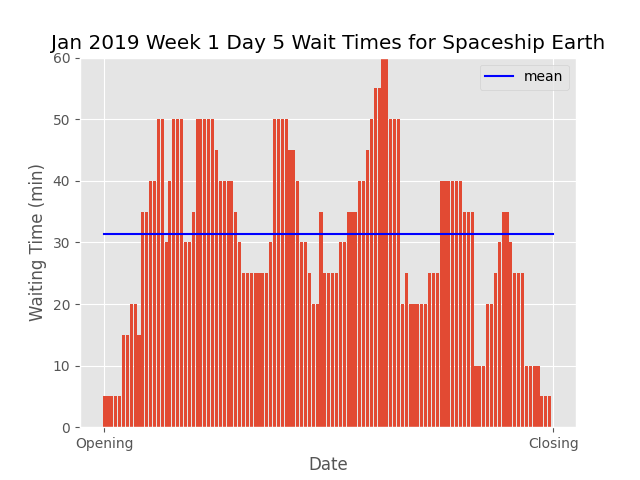 Jan 2019 Week 1 Day 5 Wait Times for Spaceship Earth
mean
60
50
40
30
20
10
0
Waiting Time (min)
Opening
Closing
Date